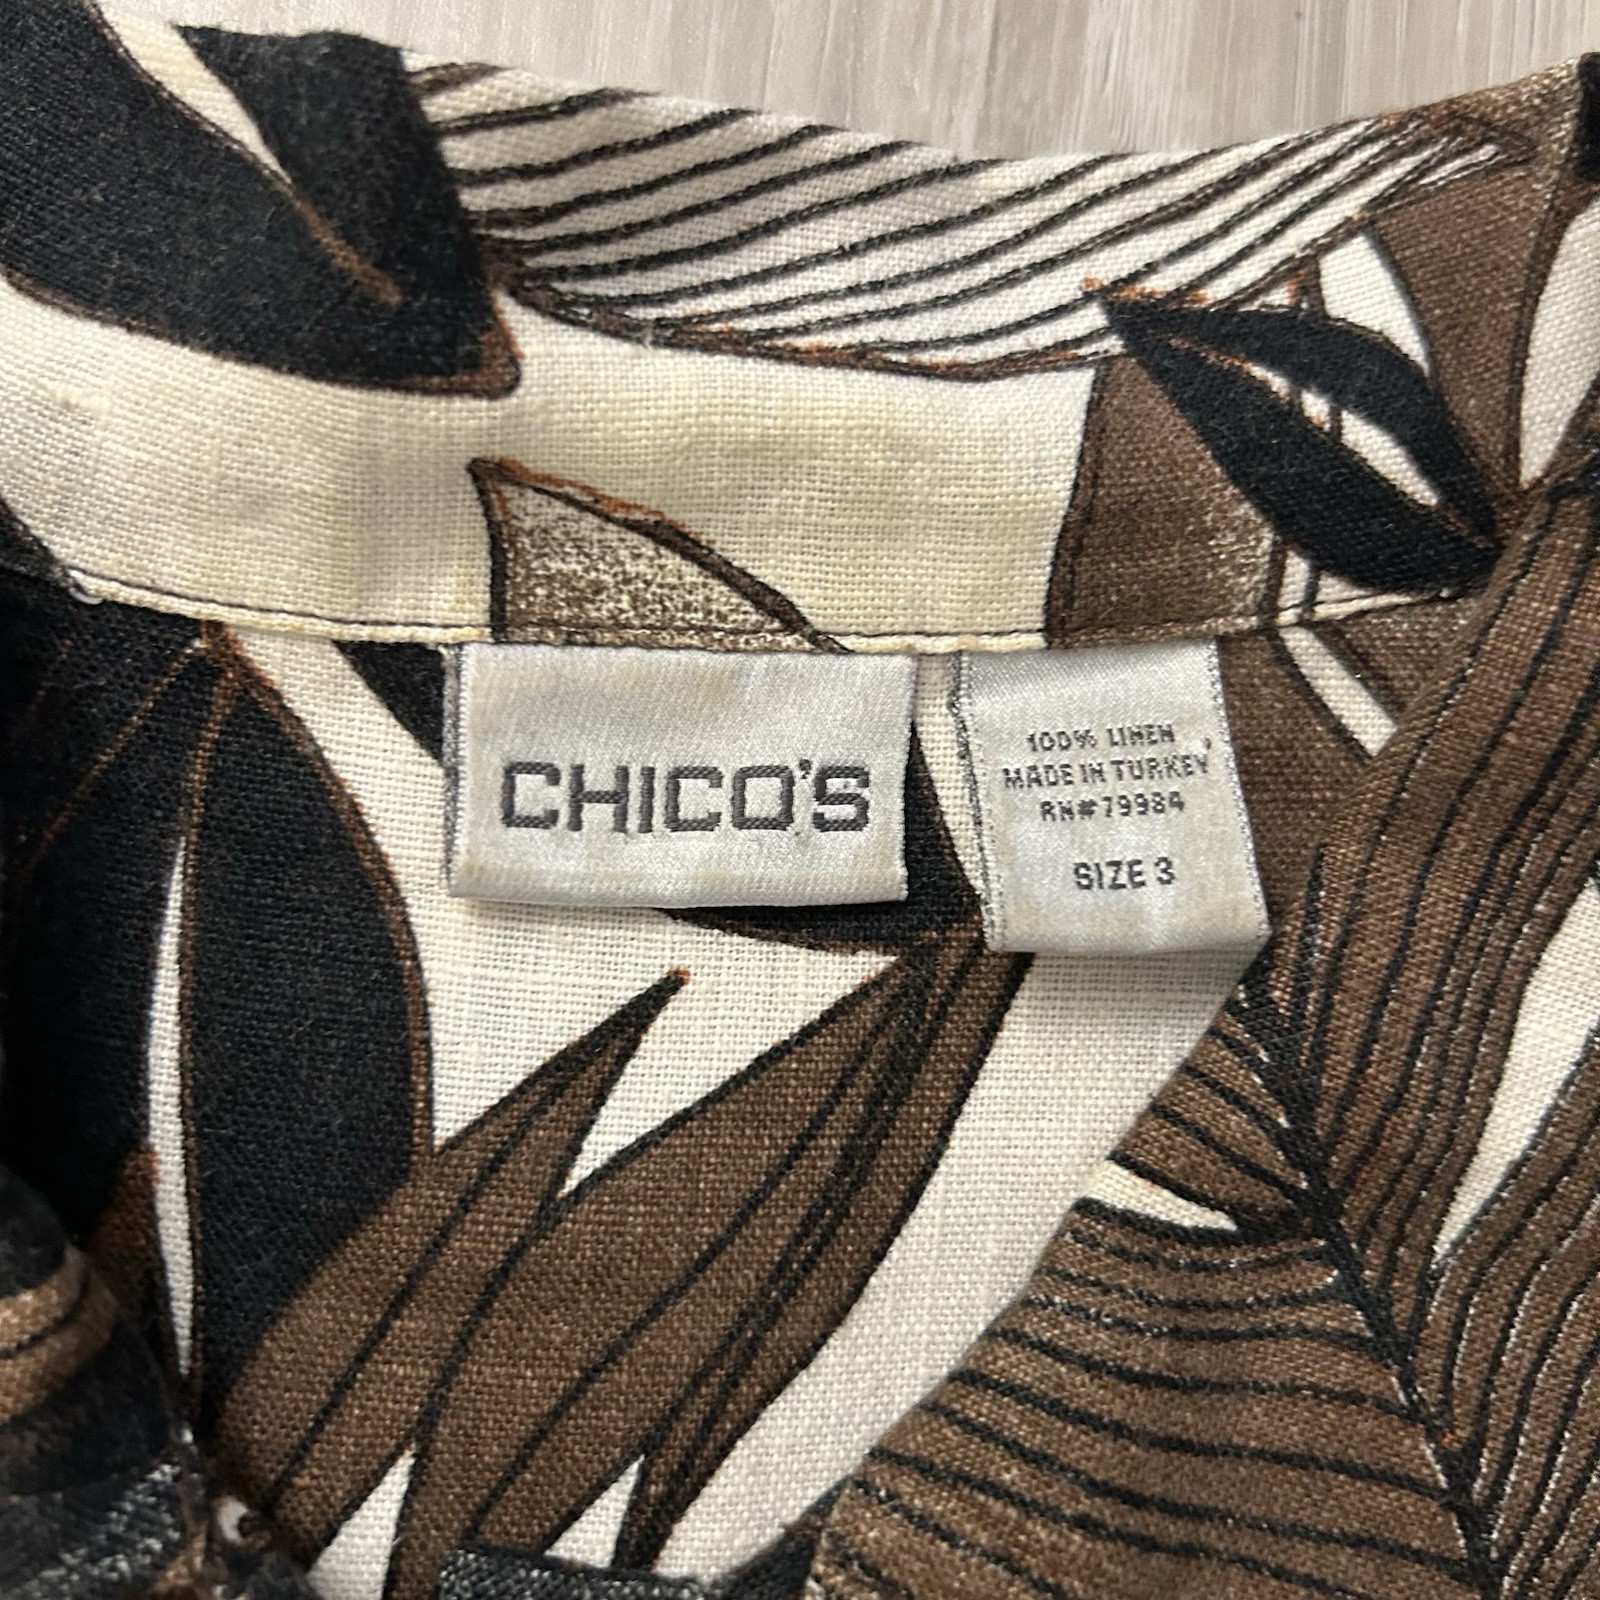 CHICO'S
100% LINEN
MADE IN TURKEY
RN#79984
SIZE 3